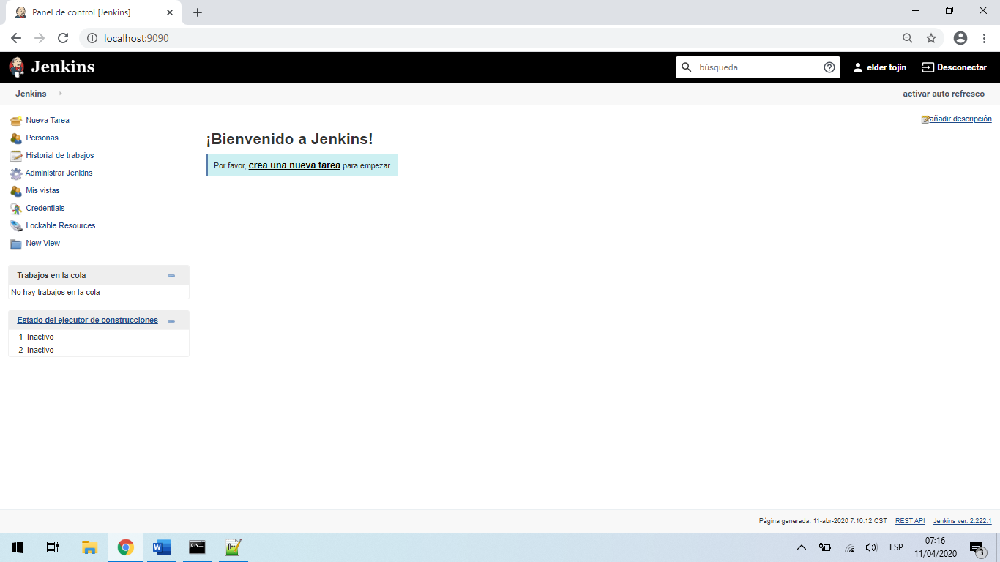 Panel de control [Jenkins]
localhost:9090
Jenkins
búsqueda
elder tojin
Desconectar
Jenkins
activar auto refresco
añadir descripción
Nueva Tarea
Personas
Historial de trabajos
Administrar Jenkins
Mis vistas
Credentials
Lockable Resources
New View
¡Bienvenido a Jenkins!
Por favor, crea una nueva tarea para empezar.
Trabajos en la cola
No hay trabajos en la cola
Estado del ejecutor de construcciones
1 Inactivo
2 Inactivo
Página generada: 11-abr-2020 7:16:12 CST REST API Jenkins ver. 2.222.1
ESP
07:16
11/04/2020
3